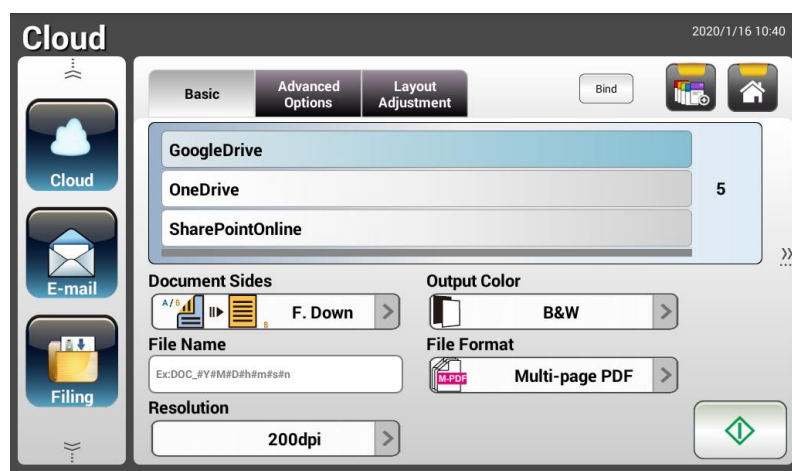 Cloud
2020/1/16 10:40
Basic
Advanced
Options
Layout
Adjustment
Bind
Cloud
E-mail
Filing
GoogleDrive
OneDrive
SharePointOnline
5
Document Sides
A/B
B
F. Down
Output Color
B&W
File Name
Ex:DOC_#Y#M#D#h#m#s#n
File Format
M-PDF
Multi-page PDF
Resolution
200dpi